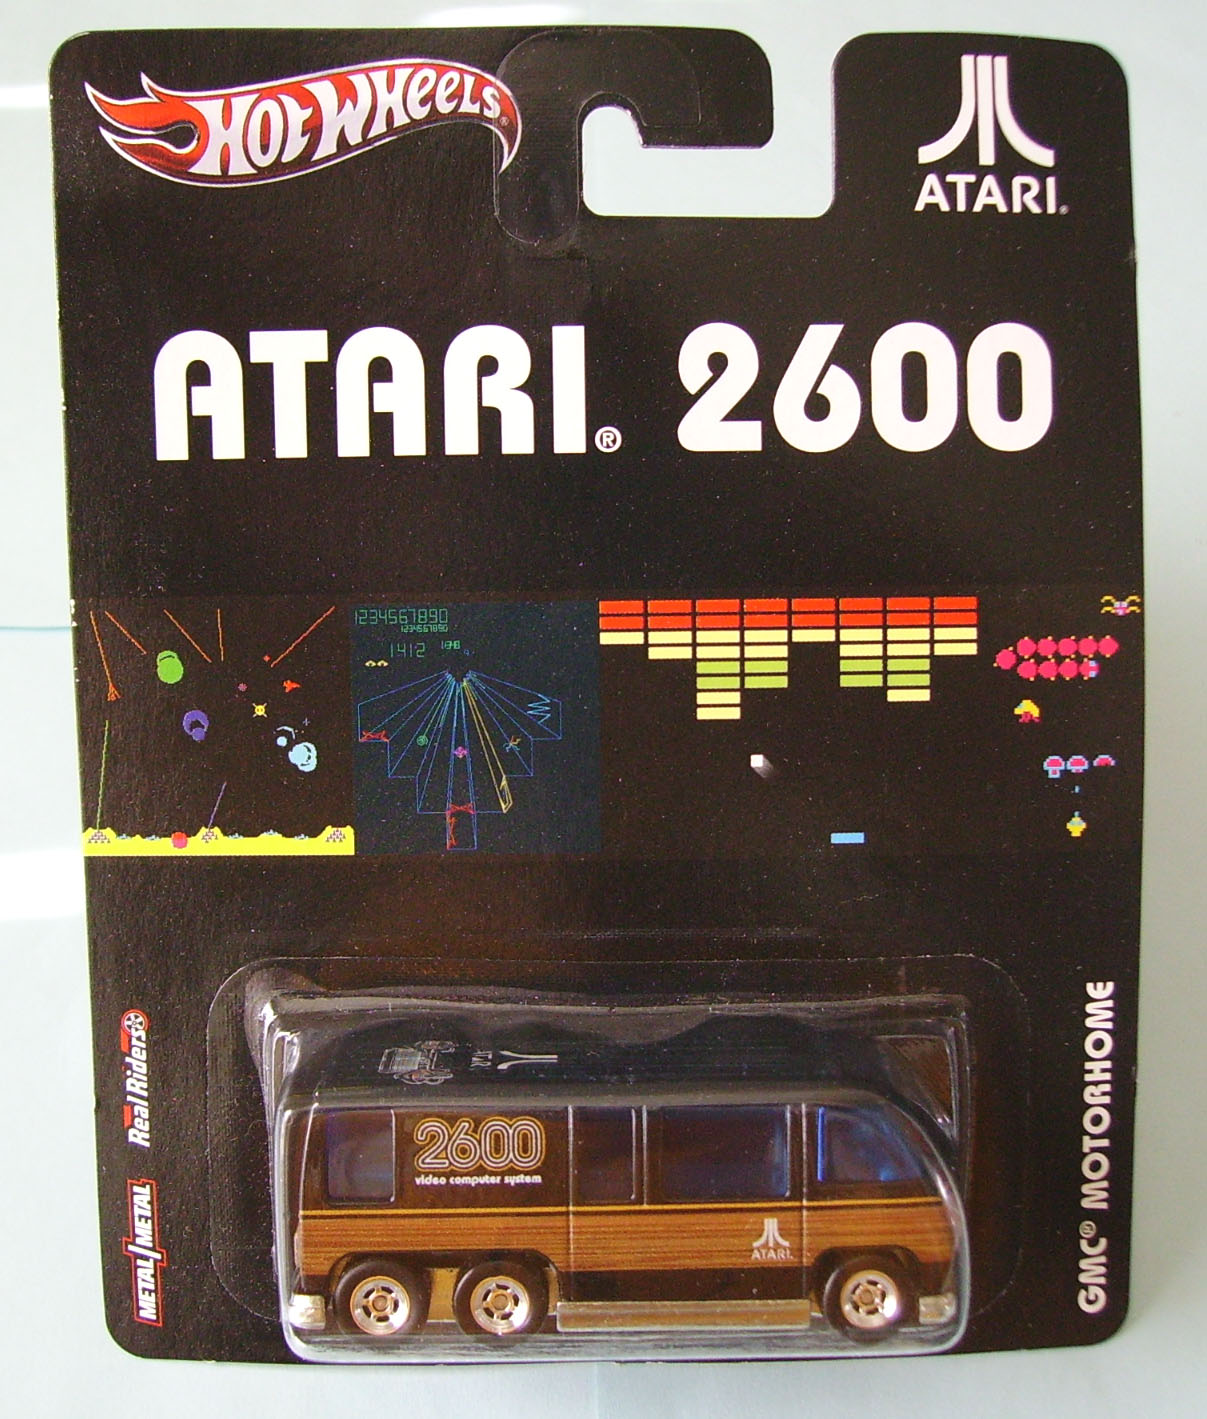 HOT WHEELS®
ATARI®
ATARI® 2600
1234567890
1234567890
1412
Real Riders
METAL/METAL
GMC® MOTORHOME
2600
video computer system
ATARI